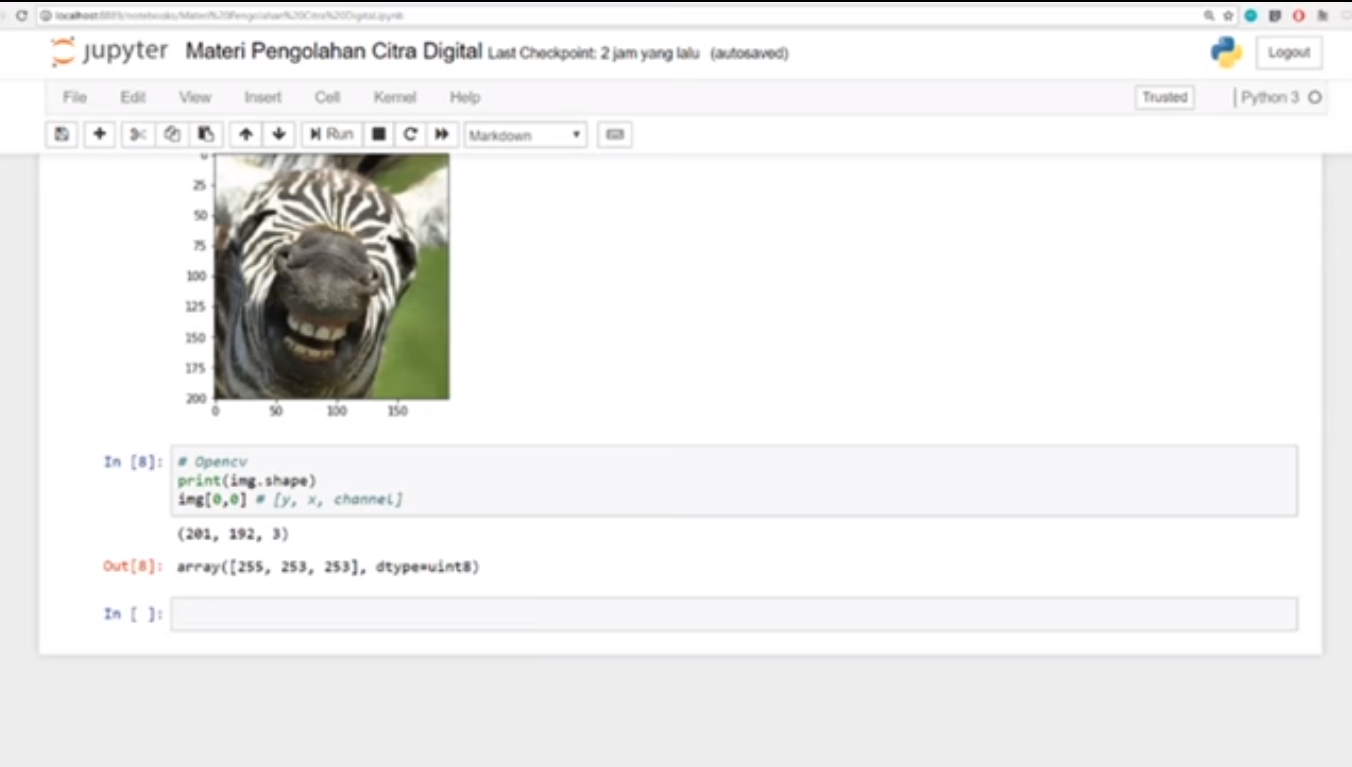 localhost:8889/notebooks/Materi%20Pengolahan%20Citra%20Digital.ipynb
jupyter Materi Pengolahan Citra Digital Last Checkpoint: 2 jam yang lalu (autosaved)
Logout
File Edit View Insert Cell Kernel Help
Trusted
Python 3
Run
Markdown
0
25
50
75
100
125
150
175
200
0 50 100 150
In [8]: # Opencv
print(img.shape)
img[0,0] # [y, x, channel]
(201, 192, 3)
Out[8]: array([255, 253, 253], dtype=uint8)
In [ ]: